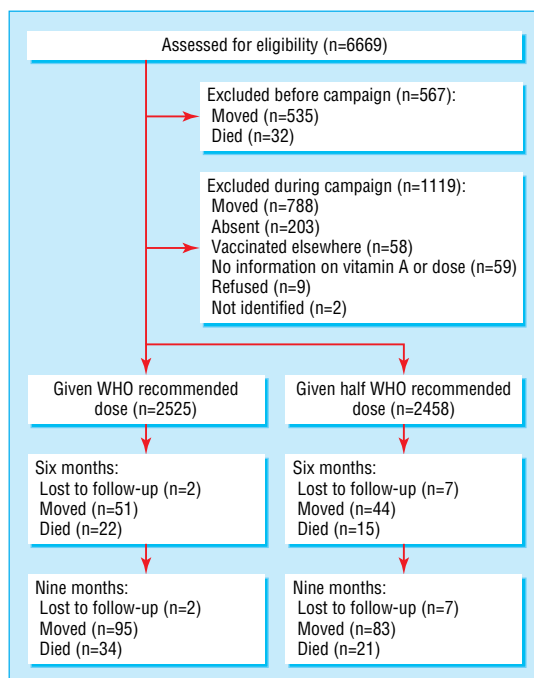 Assessed for eligibility (n=6669)
Excluded before campaign (n=567):
Moved (n=535)
Died (n=32)
Excluded during campaign (n=1119):
Moved (n=788)
Absent (n=203)
Vaccinated elsewhere (n=58)
No information on vitamin A or dose (n=59)
Refused (n=9)
Not identified (n=2)
Given WHO recommended
dose (n=2525)
Given half WHO recommended
dose (n=2458)
Six months:
Lost to follow-up (n=2)
Moved (n=51)
Died (n=22)
Six months:
Lost to follow-up (n=7)
Moved (n=44)
Died (n=15)
Nine months:
Lost to follow-up (n=2)
Moved (n=95)
Died (n=34)
Nine months:
Lost to follow-up (n=7)
Moved (n=83)
Died (n=21)